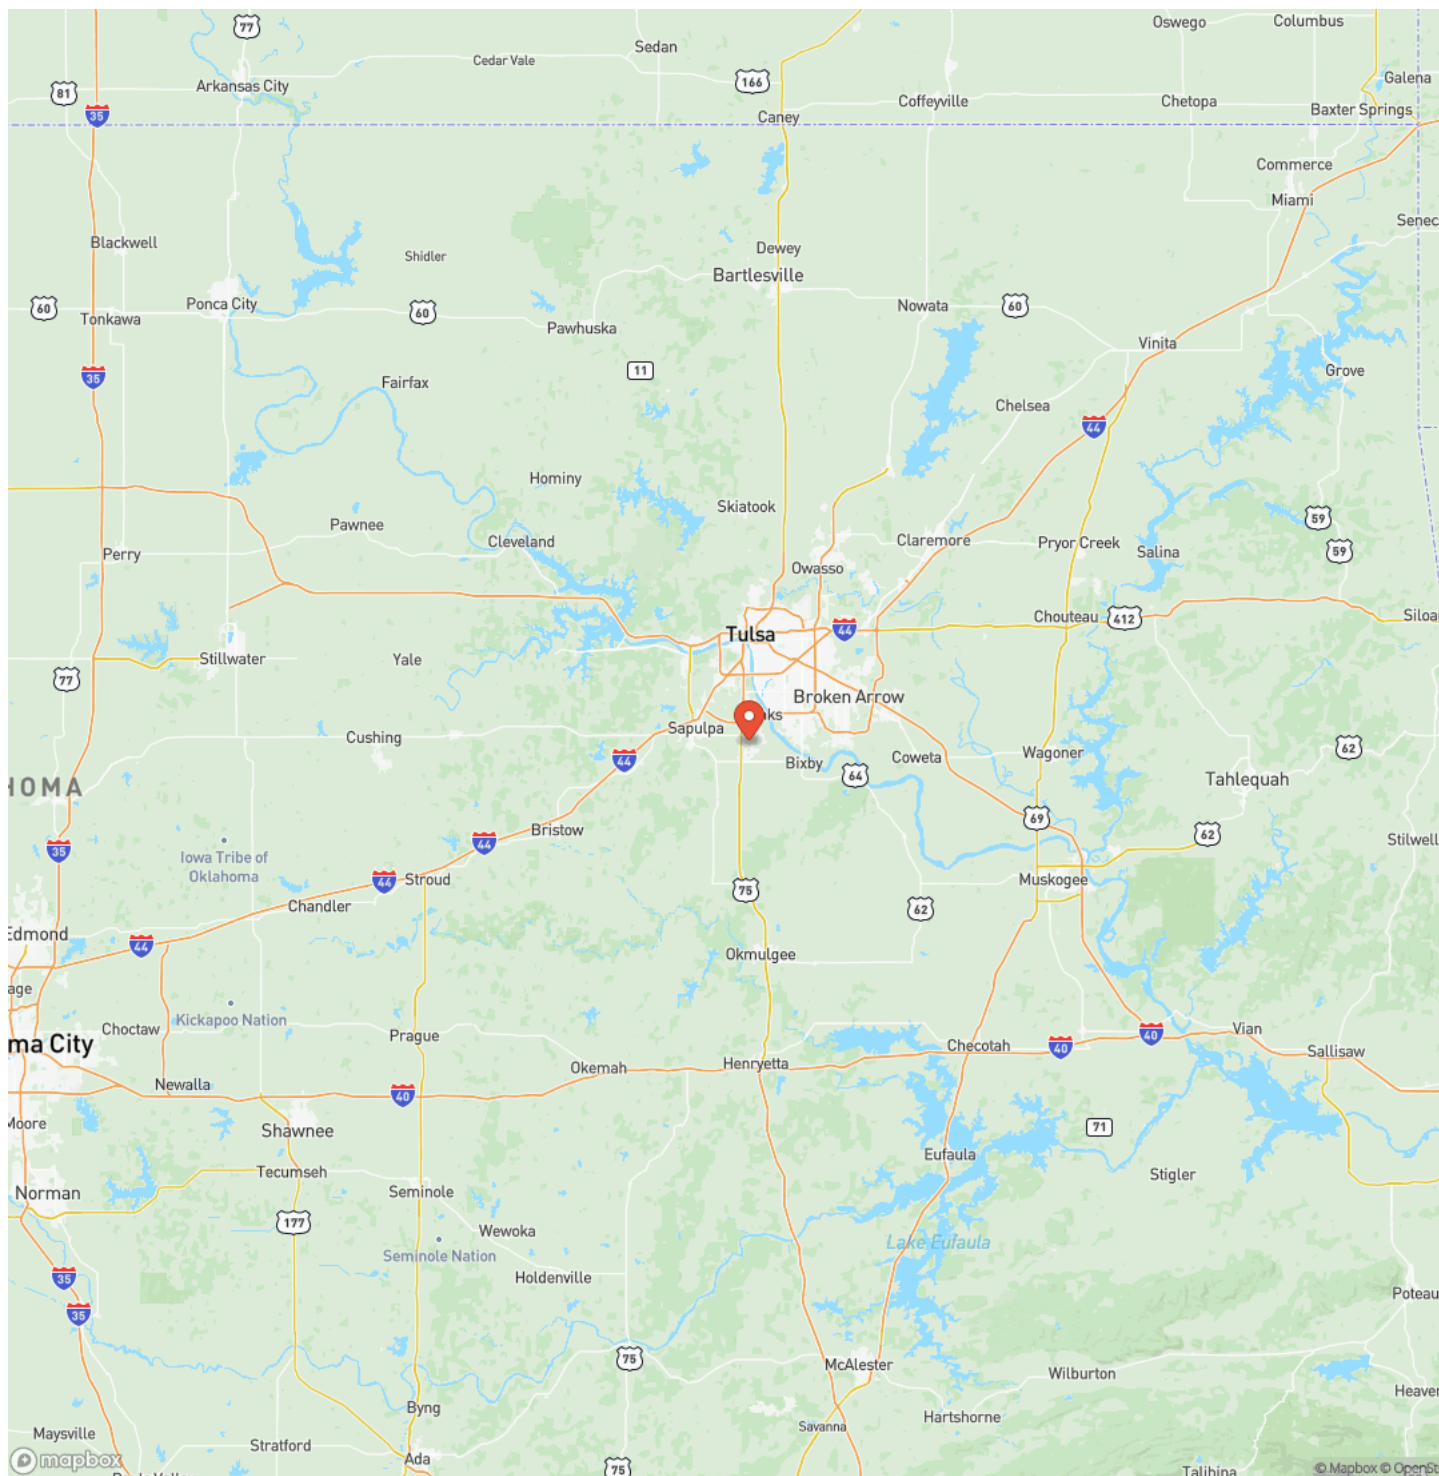 Oswego
Columbus
77
Sedan
Cedar Vale
166
Galena
Arkansas City
81
Coffeyville
Chetopa
35
Caney
Baxter Springs
Commerce
Miami
Senec
Blackwell
Dewey
Shidler
Bartlesville
Ponca City
60
60
Nowata
60
Tonkawa
Pawhuska
Vinita
11
Grove
35
Fairfax
Chelsea
44
Hominy
Skiatook
59
Pawnee
Cleveland
Claremore
Pryor Creek
Salina
59
Perry
Owasso
Chouteau
412
Siloa
Tulsa
44
Stillwater
Yale
77
Broken Arrow
ks
Sapulpa
Cushing
44
Bixby
Coweta
Wagoner
62
64
Tahlequah
HOMA
69
Bristow
62
44
Stilwell
35
Iowa Tribe of
Oklahoma
44
Stroud
75
Muskogee
Chandler
62
Edmond
44
Okmulgee
age
Kickapoo Nation
Choctaw
Prague
Vian
40
ma City
Checotah
40
Sallisaw
Henryetta
Okemah
Newalla
40
Moore
Shawnee
71
Eufaula
Tecumseh
Stigler
Norman
Seminole
177
Wewoka
Lake Eufaula
Seminole Nation
35
Holdenville
Poteau
35
75
McAlester
Wilburton
Heaver
Byng
Hartshorne
Savanna
Maysville
Stratford
Ada
mapbox
75
© Mapbox © OpenSt
Talihina